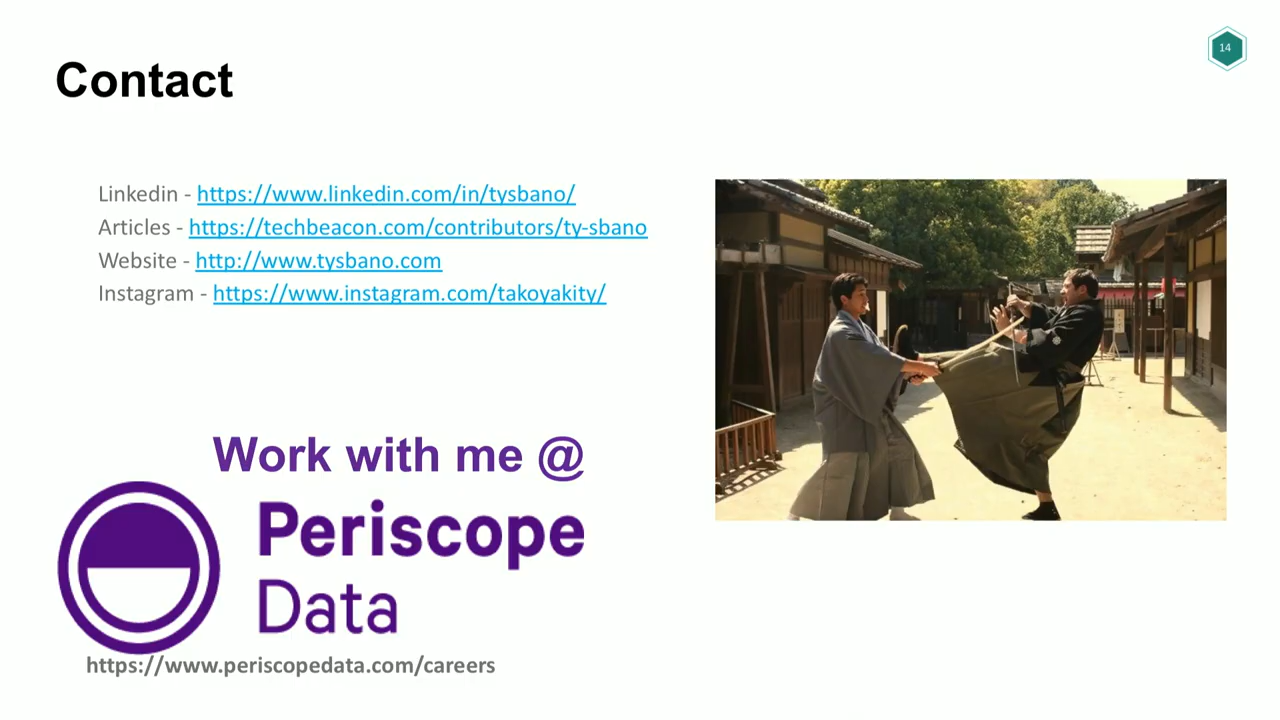 14
Contact
Linkedin - https://www.linkedin.com/in/tysbano/
Articles - https://techbeacon.com/contributors/ty-sbano
Website - http://www.tysbano.com
Instagram - https://www.instagram.com/takoyakity/
Work with me @
Periscope
Data
https://www.periscopedata.com/careers